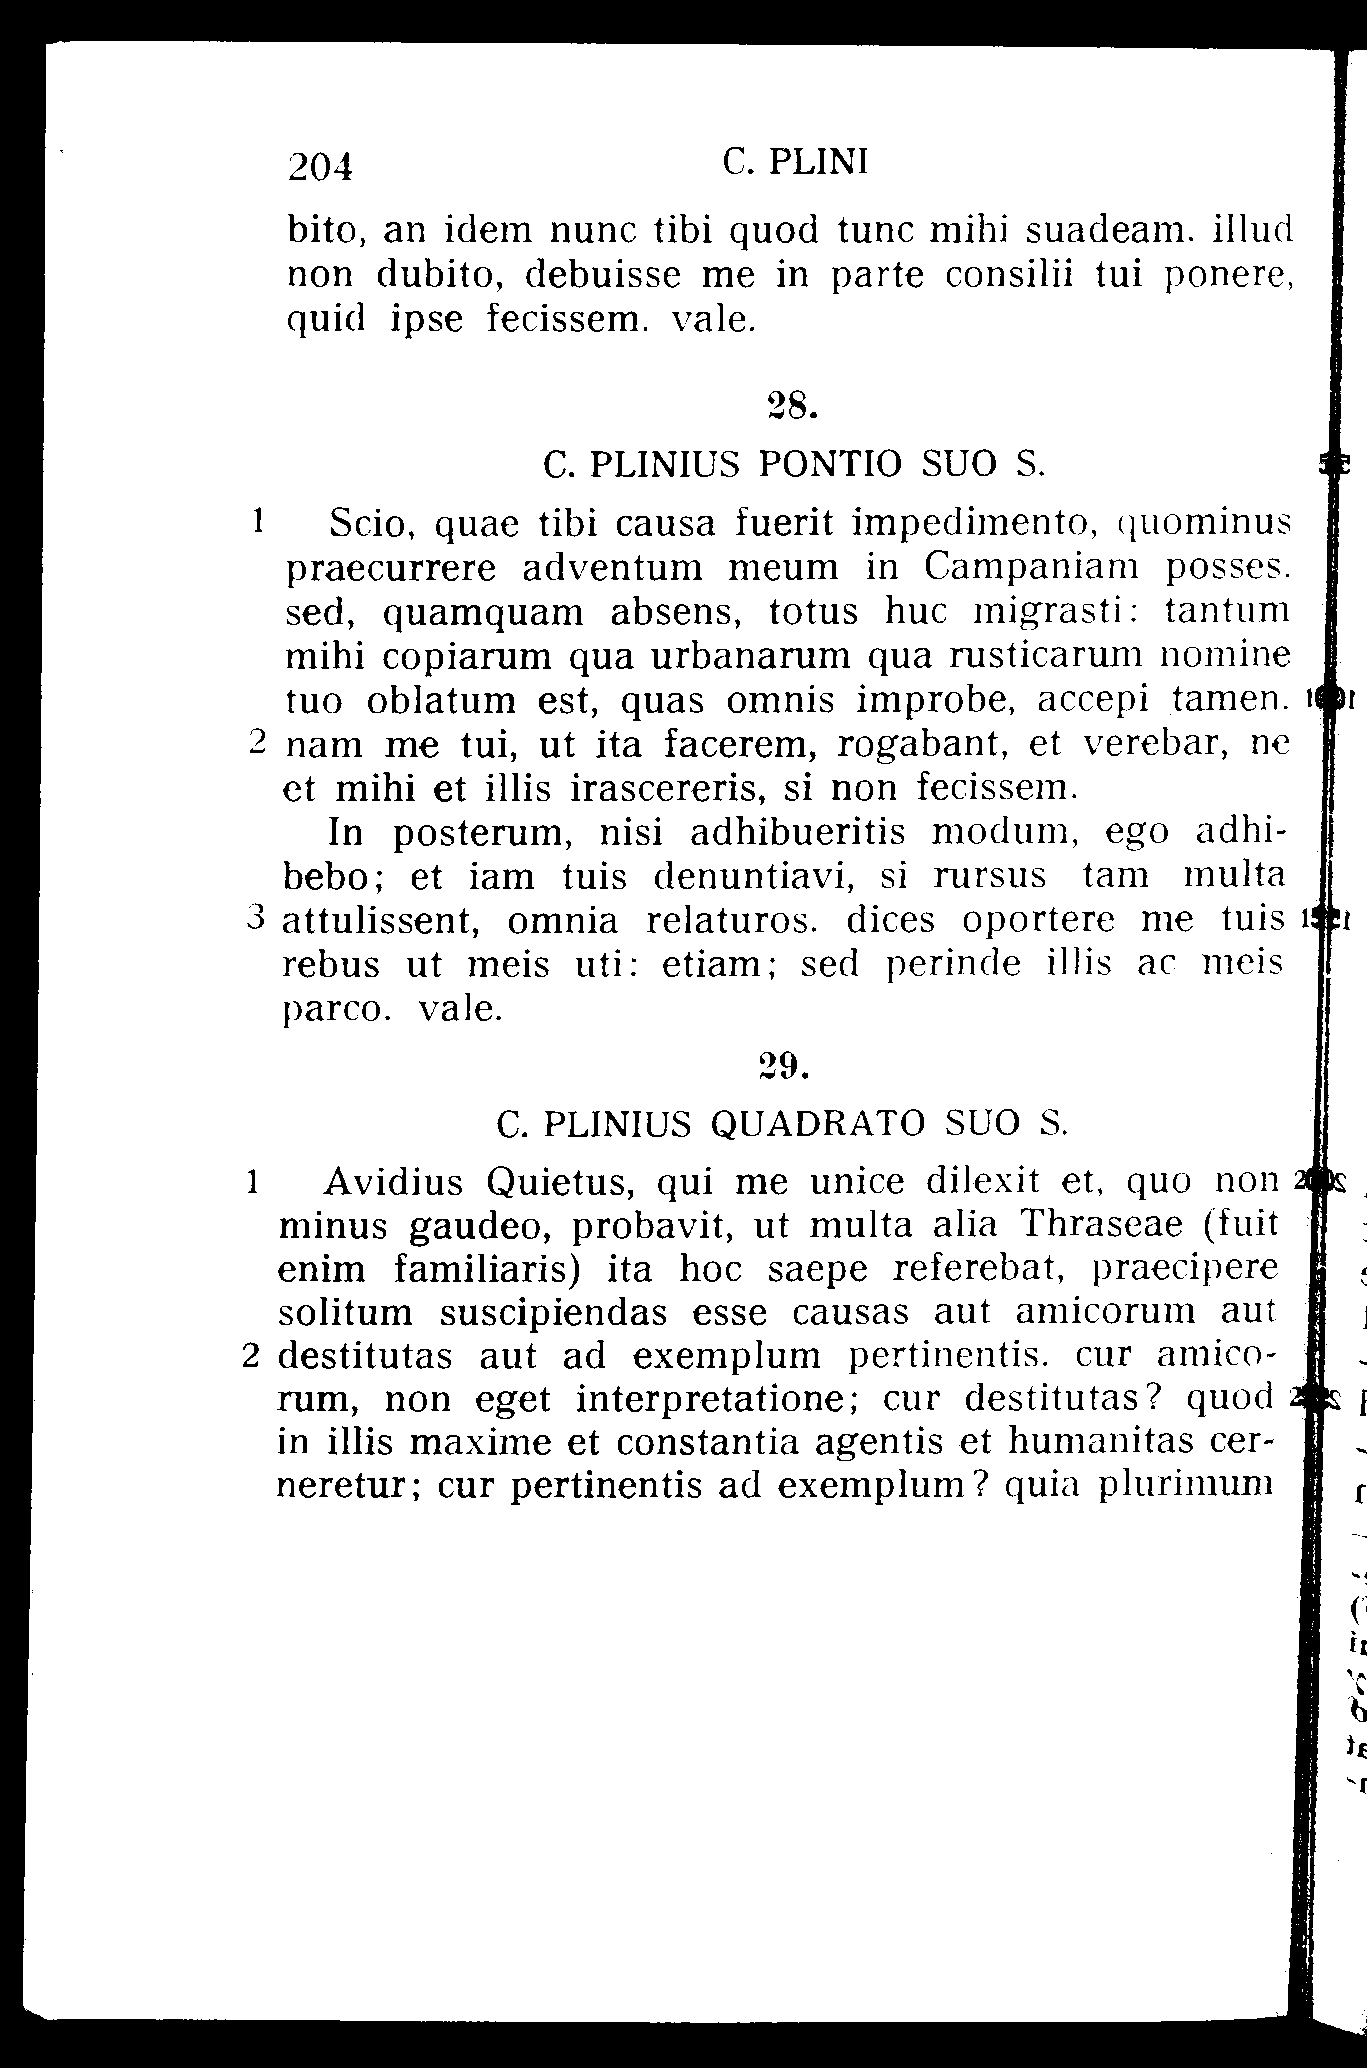 204 C. PLINI
bito, an idem nunc tibi quod tunc mihi suadeam. illud
non dubito, debuisse me in parte consilii tui ponere,
quid ipse fecissem. vale.
28.
C. PLINIUS PONTIO SUO S.
1 Scio, quae tibi causa fuerit impedimento, quominus
praecurrere adventum meum in Campaniam posses.
sed, quamquam absens, totus huc migrasti: tantum
mihi copiarum qua urbanarum qua rusticarum nomine
tuo oblatum est, quas omnis improbe, accepi tamen.
2 nam me tui, ut ita facerem, rogabant, et verebar, ne
et mihi et illis irascereris, si non fecissem.
In posterum, nisi adhibueritis modum, ego adhi-
bebo; et iam tuis denuntiavi, si rursus tam multa
3 attulissent, omnia relaturos. dices oportere me tuis
rebus ut meis uti: etiam; sed perinde illis ac meis
parco. vale.
29.
C. PLINIUS QUADRATO SUO S.
1 Avidius Quietus, qui me unice dilexit et, quo non
minus gaudeo, probavit, ut multa alia Thraseae (fuit
enim familiaris) ita hoc saepe referebat, praecipere
solitum suscipiendas esse causas aut amicorum aut
2 destitutas aut ad exemplum pertinentis. cur amico-
rum, non eget interpretatione; cur destitutas? quod
in illis maxime et constantia agentis et humanitas cer-
neretur; cur pertinentis ad exemplum? quia plurimum